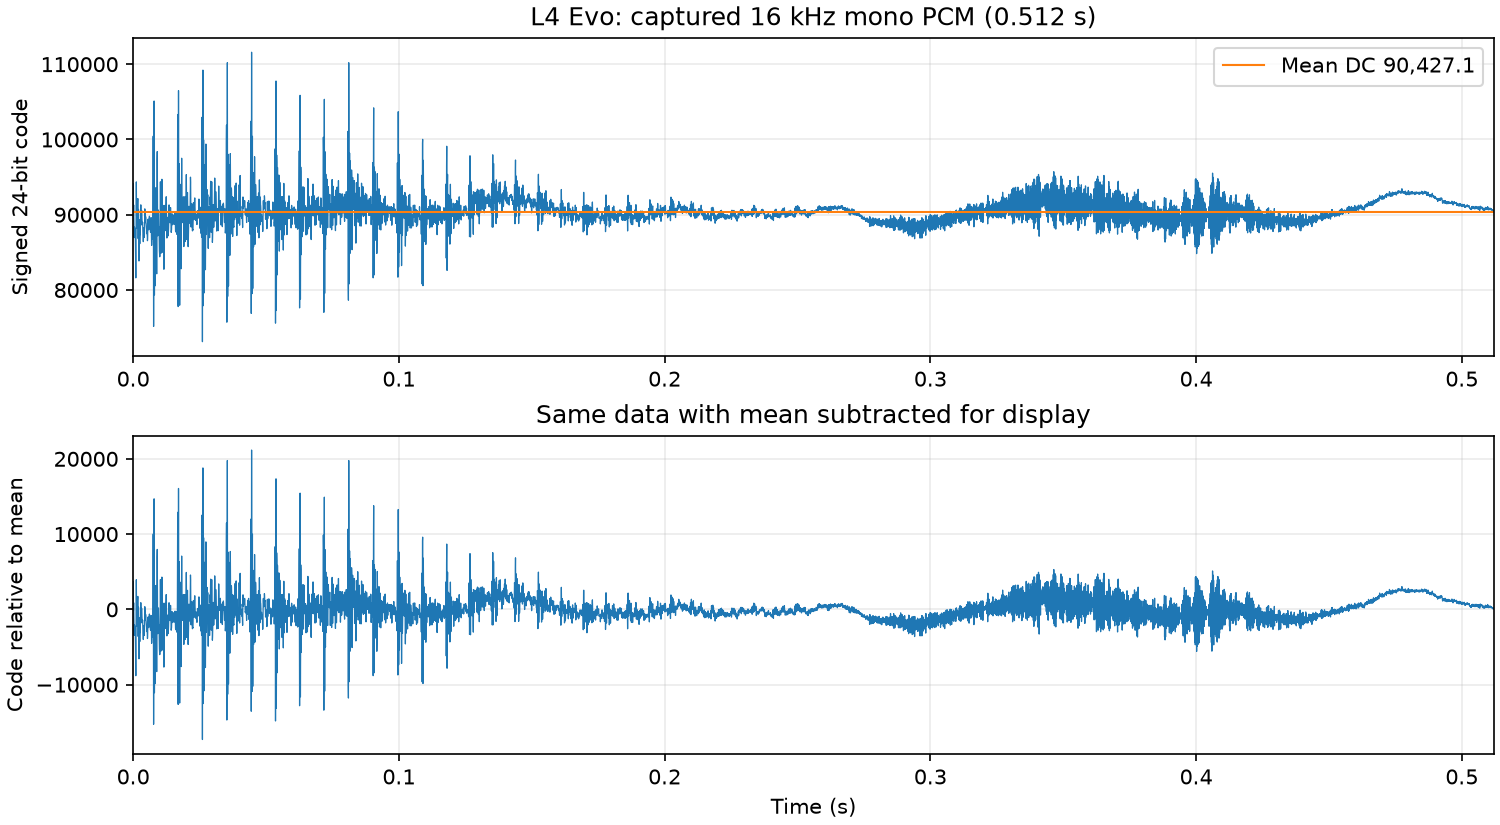 L4 Evo: captured 16 kHz mono PCM (0.512 s)
Signed 24-bit code
110000
100000
90000
80000
Mean DC 90,427.1
0.0 0.1 0.2 0.3 0.4 0.5
Same data with mean subtracted for display
Code relative to mean
20000
10000
0
−10000
0.0 0.1 0.2 0.3 0.4 0.5
Time (s)